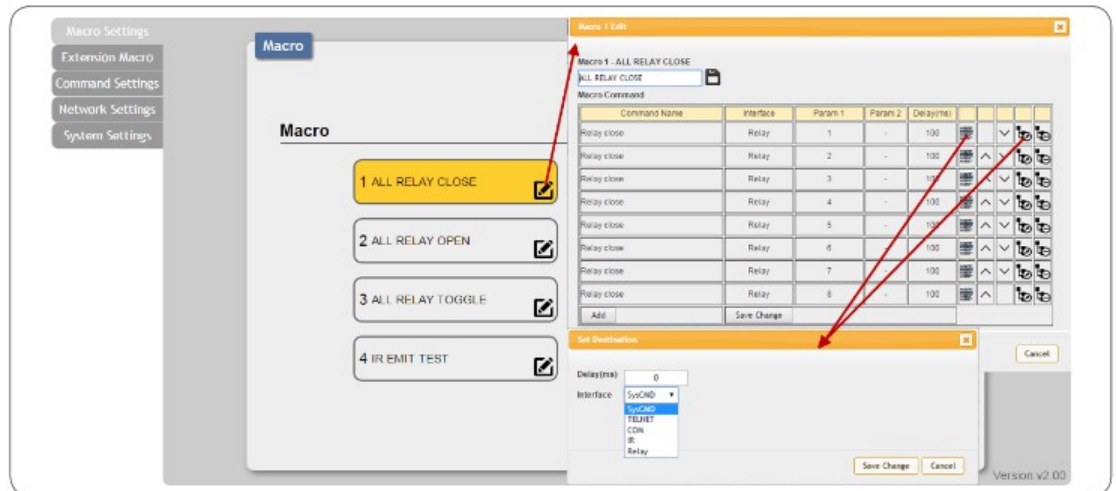 Macro Settings
Extension Macro
Command Settings
Network Settings
System Settings
Macro
Macro
1 ALL RELAY CLOSE
2 ALL RELAY OPEN
3 ALL RELAY TOGGLE
4 IR EMIT TEST
Macro 1 Edit
Macro 1 - ALL RELAY CLOSE
ALL RELAY CLOSE
Macro Command
Command Name Interface Param 1 Param 2 Delay(ms)
Relay close Relay 1 - 100
Relay close Relay 2 - 100
Relay close Relay 3 - 100
Relay close Relay 4 - 100
Relay close Relay 5 - 100
Relay close Relay 6 - 100
Relay close Relay 7 - 100
Relay close Relay 8 - 100
Add Save Change
Cancel
Set Destination
Delay(ms) 0
Interface SysCMD
SysCMD
TELNET
COM
IR
Relay
Save Change Cancel
Version v2.00